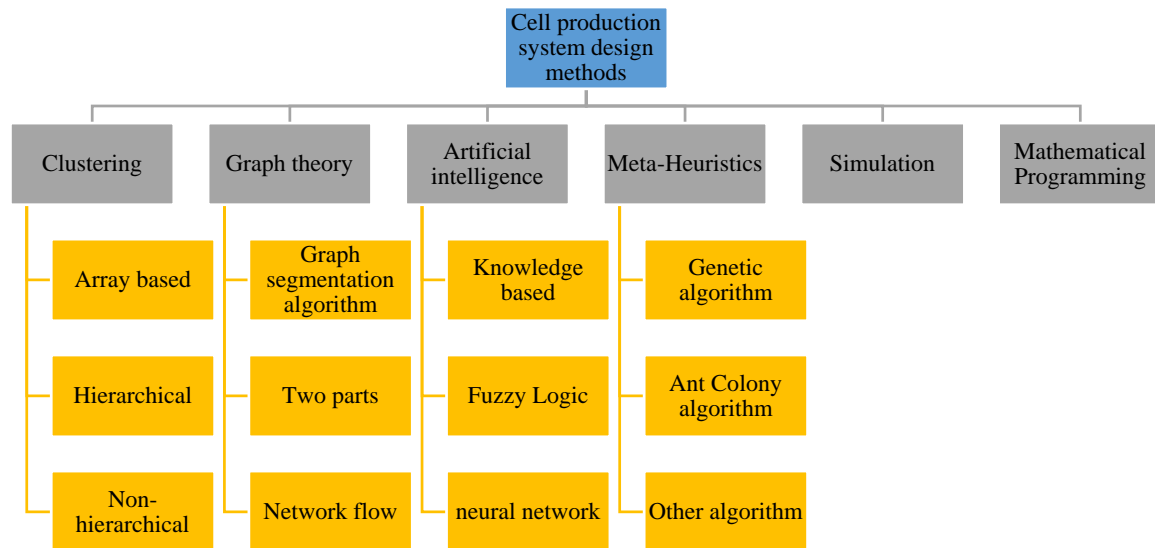 Cell production
system design
methods
Clustering
Graph theory
Artificial
intelligence
Meta-Heuristics
Simulation
Mathematical
Programming
Array based
Graph
segmentation
algorithm
Knowledge
based
Genetic
algorithm
Hierarchical
Two parts
Fuzzy Logic
Ant Colony
algorithm
Non-
hierarchical
Network flow
neural network
Other algorithm